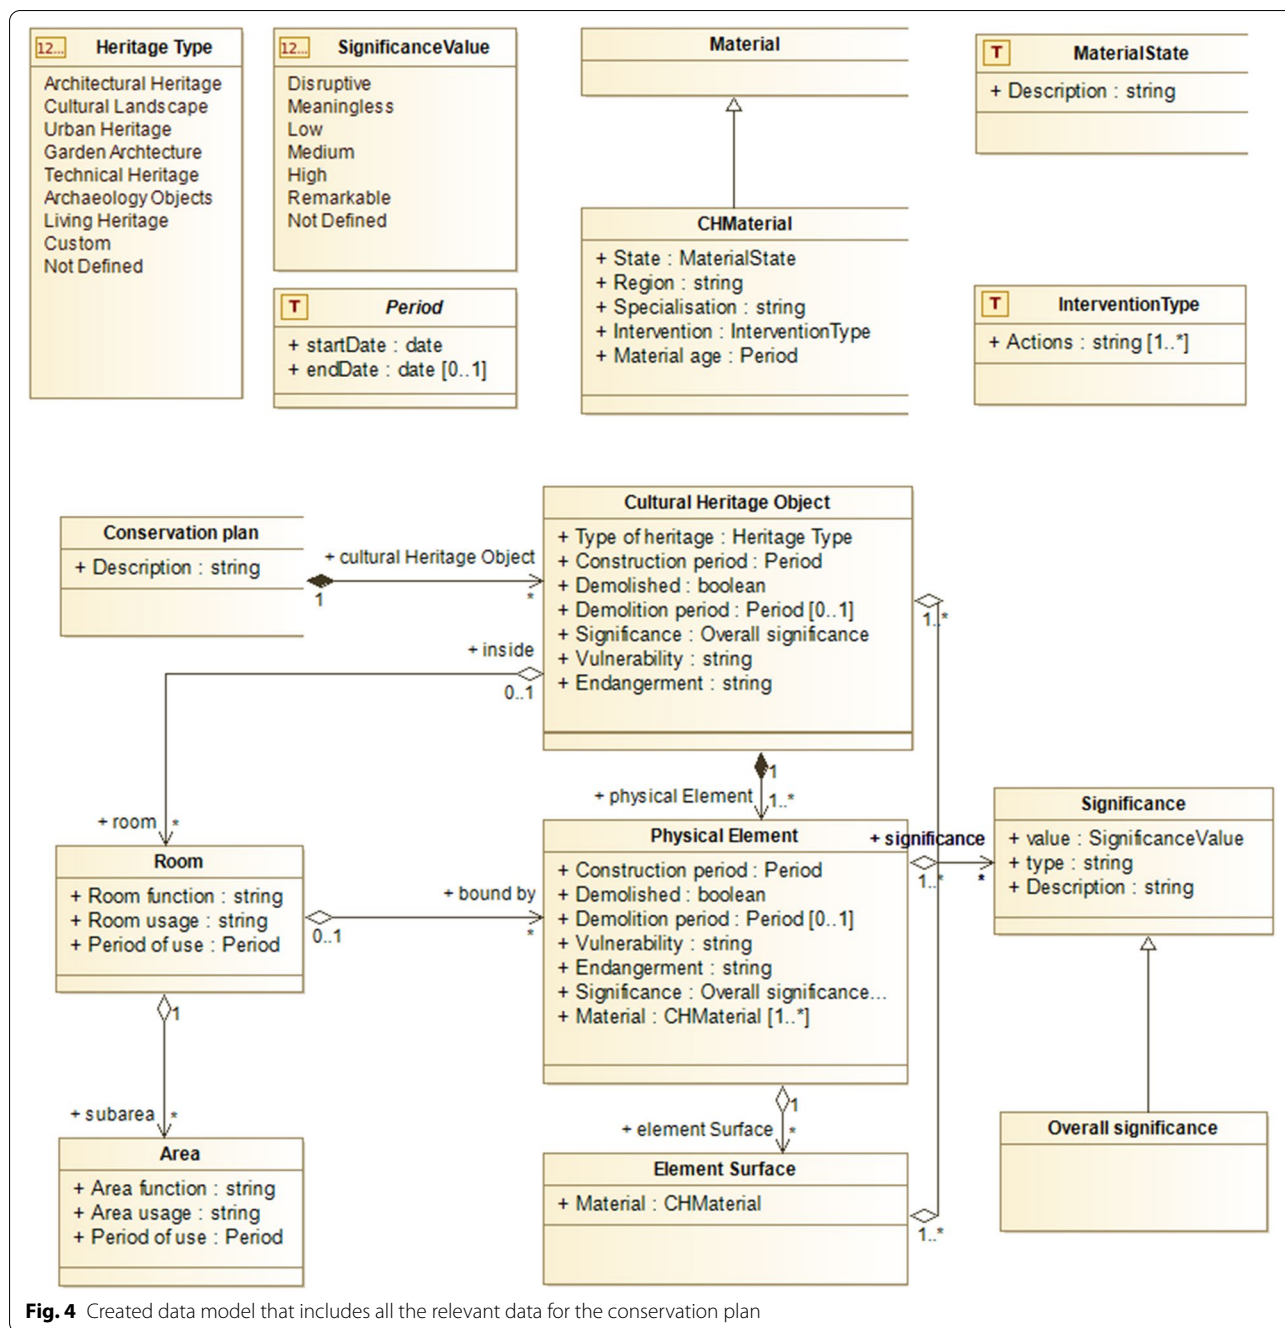 12... Heritage Type
Architectural Heritage
Cultural Landscape
Urban Heritage
Garden Archtecture
Technical Heritage
Archaeology Objects
Living Heritage
Custom
Not Defined
12... SignificanceValue
Disruptive
Meaningless
Low
Medium
High
Remarkable
Not Defined
T Period
+ startDate : date
+ endDate : date [0..1]
Material
CHMaterial
+ State : MaterialState
+ Region : string
+ Specialisation : string
+ Intervention : InterventionType
+ Material age : Period
T MaterialState
+ Description : string
T InterventionType
+ Actions : string [1..*]
Conservation plan
+ Description : string
+ cultural Heritage Object
1
*
Cultural Heritage Object
+ Type of heritage : Heritage Type
+ Construction period : Period
+ Demolished : boolean
+ Demolition period : Period [0..1]
+ Significance : Overall significance
+ Vulnerability : string
+ Endangerment : string
1..*
+ inside
0..1
+ room *
1
+ physical Element 1..*
Room
+ Room function : string
+ Room usage : string
+ Period of use : Period
+ bound by
0..1
*
Physical Element
+ Construction period : Period
+ Demolished : boolean
+ Demolition period : Period [0..1]
+ Vulnerability : string
+ Endangerment : string
+ Significance : Overall significance...
+ Material : CHMaterial [1..*]
+ significance
1..*
*
Significance
+ value : SignificanceValue
+ type : string
+ Description : string
1
+ subarea *
Area
+ Area function : string
+ Area usage : string
+ Period of use : Period
1
+ element Surface *
Element Surface
+ Material : CHMaterial
1..*
Overall significance
Fig. 4 Created data model that includes all the relevant data for the conservation plan